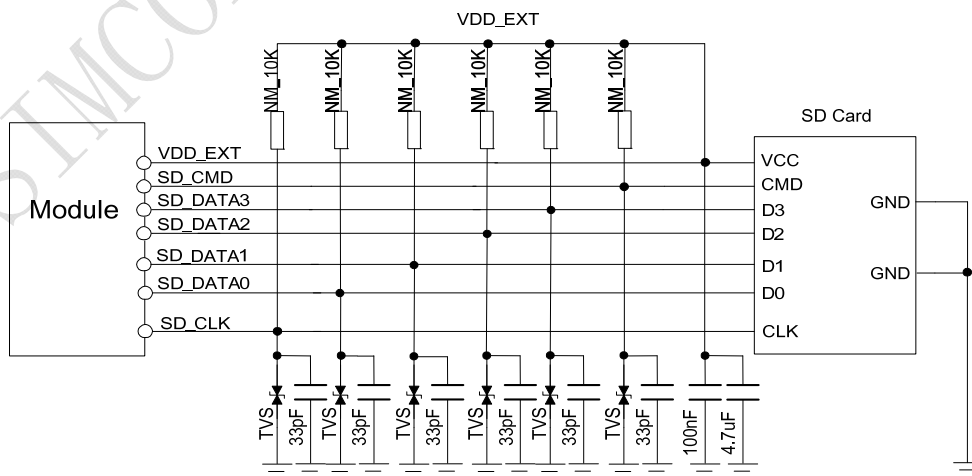 SIMCOM
VDD_EXT
NM_10K NM_10K NM_10K NM_10K NM_10K NM_10K
SD Card
Module
VDD_EXT
SD_CMD
SD_DATA3
SD_DATA2
SD_DATA1
SD_DATA0
SD_CLK
VCC
CMD
D3
D2
D1
D0
CLK
GND
GND
TVS 33pF TVS 33pF TVS 33pF TVS 33pF TVS 33pF TVS 33pF 100nF 4.7uF